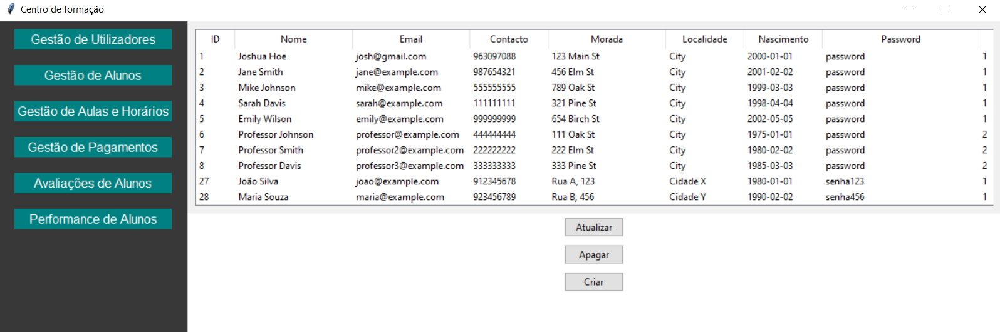 Centro de formação
Gestão de Utilizadores
Gestão de Alunos
Gestão de Aulas e Horários
Gestão de Pagamentos
Avaliações de Alunos
Performance de Alunos
ID Nome Email Contacto Morada Localidade Nascimento Password
1 Joshua Hoe josh@gmail.com 963097088 123 Main St City 2000-01-01 password 1
2 Jane Smith jane@example.com 987654321 456 Elm St City 2001-02-02 password 1
3 Mike Johnson mike@example.com 555555555 789 Oak St City 1999-03-03 password 1
4 Sarah Davis sarah@example.com 111111111 321 Pine St City 1998-04-04 password 1
5 Emily Wilson emily@example.com 999999999 654 Birch St City 2002-05-05 password 1
6 Professor Johnson professor@example.com 444444444 111 Oak St City 1975-01-01 password 2
7 Professor Smith professor2@example.com 222222222 222 Elm St City 1980-02-02 password 2
8 Professor Davis professor3@example.com 333333333 333 Pine St City 1985-03-03 password 2
27 João Silva joao@example.com 912345678 Rua A, 123 Cidade X 1980-01-01 senha123 1
28 Maria Souza maria@example.com 923456789 Rua B, 456 Cidade Y 1990-02-02 senha456 1
Atualizar
Apagar
Criar